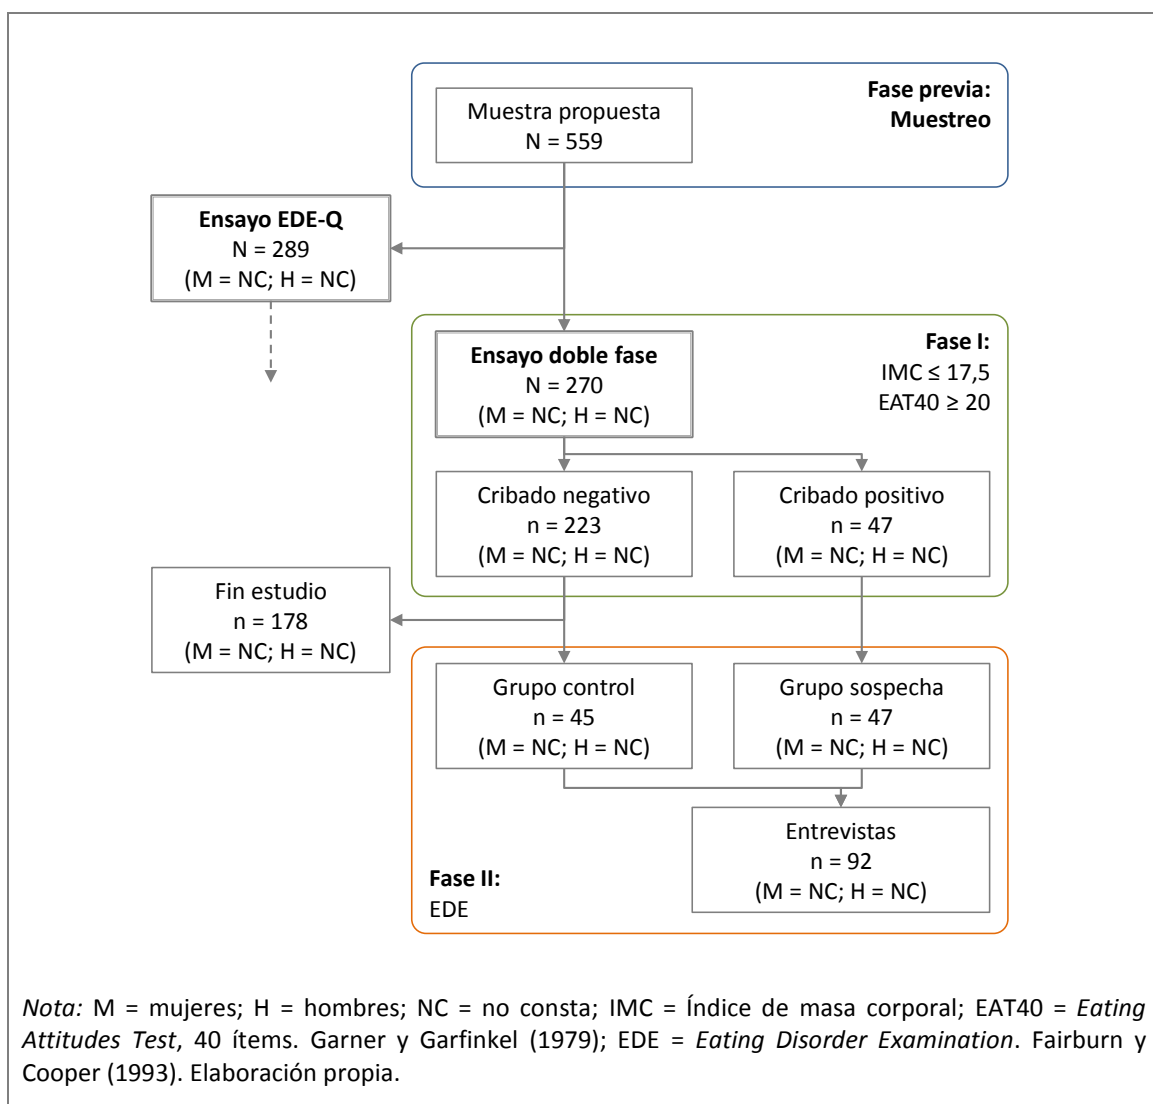 Fase previa:
Muestreo
Muestra propuesta
N = 559
Ensayo EDE-Q
N = 289
(M = NC; H = NC)
Fase I:
IMC ≤ 17,5
EAT40 ≥ 20
Ensayo doble fase
N = 270
(M = NC; H = NC)
Cribado negativo
n = 223
(M = NC; H = NC)
Cribado positivo
n = 47
(M = NC; H = NC)
Fin estudio
n = 178
(M = NC; H = NC)
Grupo control
n = 45
(M = NC; H = NC)
Grupo sospecha
n = 47
(M = NC; H = NC)
Entrevistas
n = 92
(M = NC; H = NC)
Fase II:
EDE
Nota: M = mujeres; H = hombres; NC = no consta; IMC = Índice de masa corporal; EAT40 = Eating
Attitudes Test, 40 ítems. Garner y Garfinkel (1979); EDE = Eating Disorder Examination. Fairburn y
Cooper (1993). Elaboración propia.